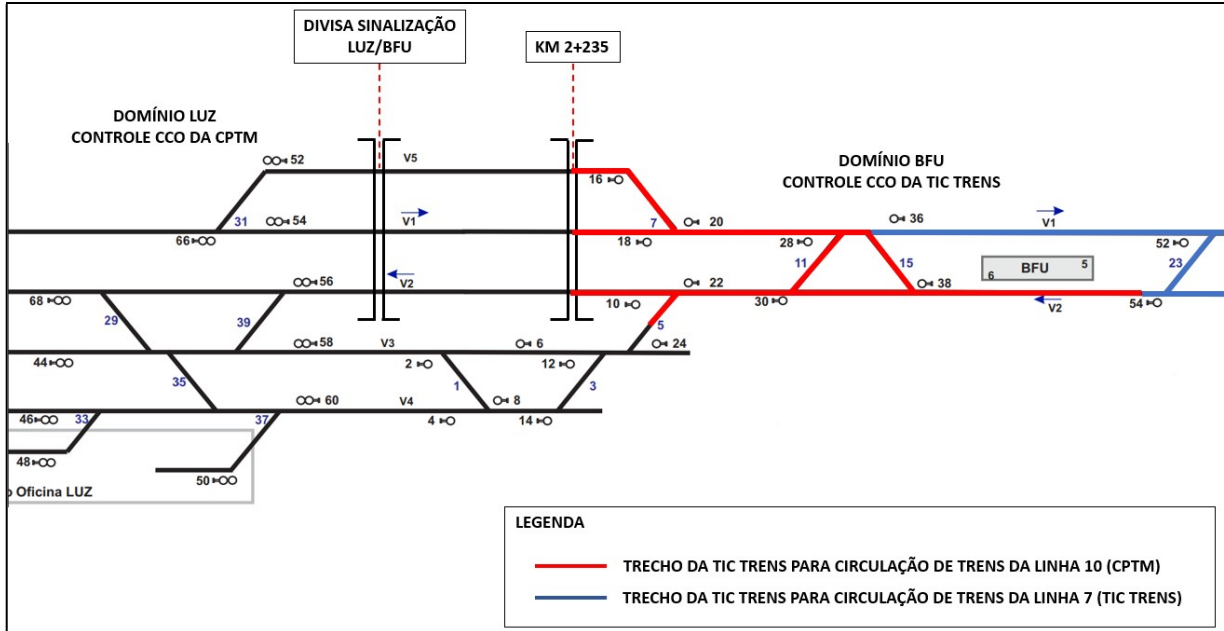 DIVISA SINALIZAÇÃO
LUZ/BFU
KM 2+235
DOMÍNIO LUZ
CONTROLE CCO DA CPTM
DOMÍNIO BFU
CONTROLE CCO DA TIC TRENS
52
V5
16
31
54
V1
7
20
36
V1
66
18
28
52
11
15
BFU
6
5
23
56
V2
22
38
68
10
30
V2
54
29
39
5
58
V3
6
24
44
2
12
35
1
3
60
V4
8
46
33
37
4
14
48
50
o Oficina LUZ
LEGENDA
TRECHO DA TIC TRENS PARA CIRCULAÇÃO DE TRENS DA LINHA 10 (CPTM)
TRECHO DA TIC TRENS PARA CIRCULAÇÃO DE TRENS DA LINHA 7 (TIC TRENS)